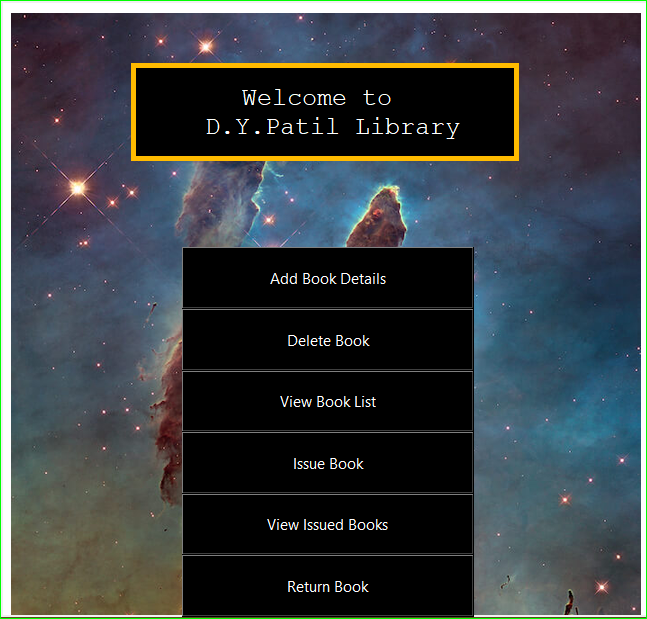 Welcome to
D.Y.Patil Library
Add Book Details
Delete Book
View Book List
Issue Book
View Issued Books
Return Book